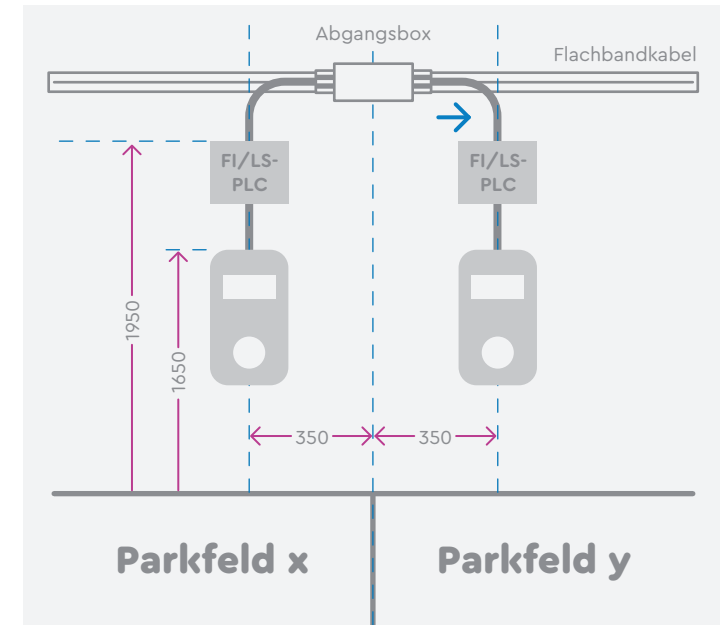 Abgangsbox
Flachbandkabel
FI/LS-
PLC
FI/LS-
PLC
1950
1650
350
350
Parkfeld x
Parkfeld y